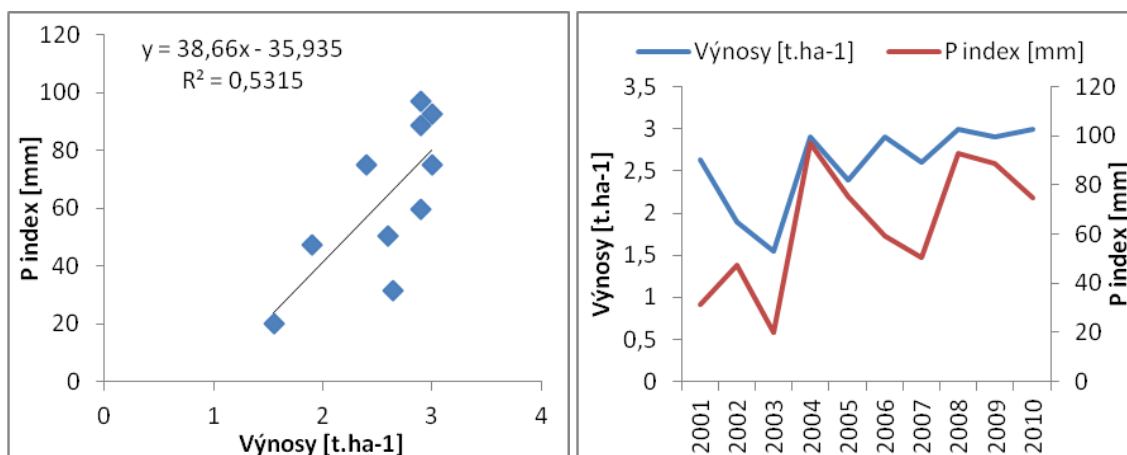 y = 38,66x - 35,935
R² = 0,5315
P index [mm]
120
100
80
60
40
20
0
0 1 2 3 4
Výnosy [t.ha-1]
Výnosy [t.ha-1] P index [mm]
Výnosy [t.ha-1]
3,5
3
2,5
2
1,5
1
0,5
0
120
100
80
60
40
20
0
P index [mm]
2001 2002 2003 2004 2005 2006 2007 2008 2009 2010